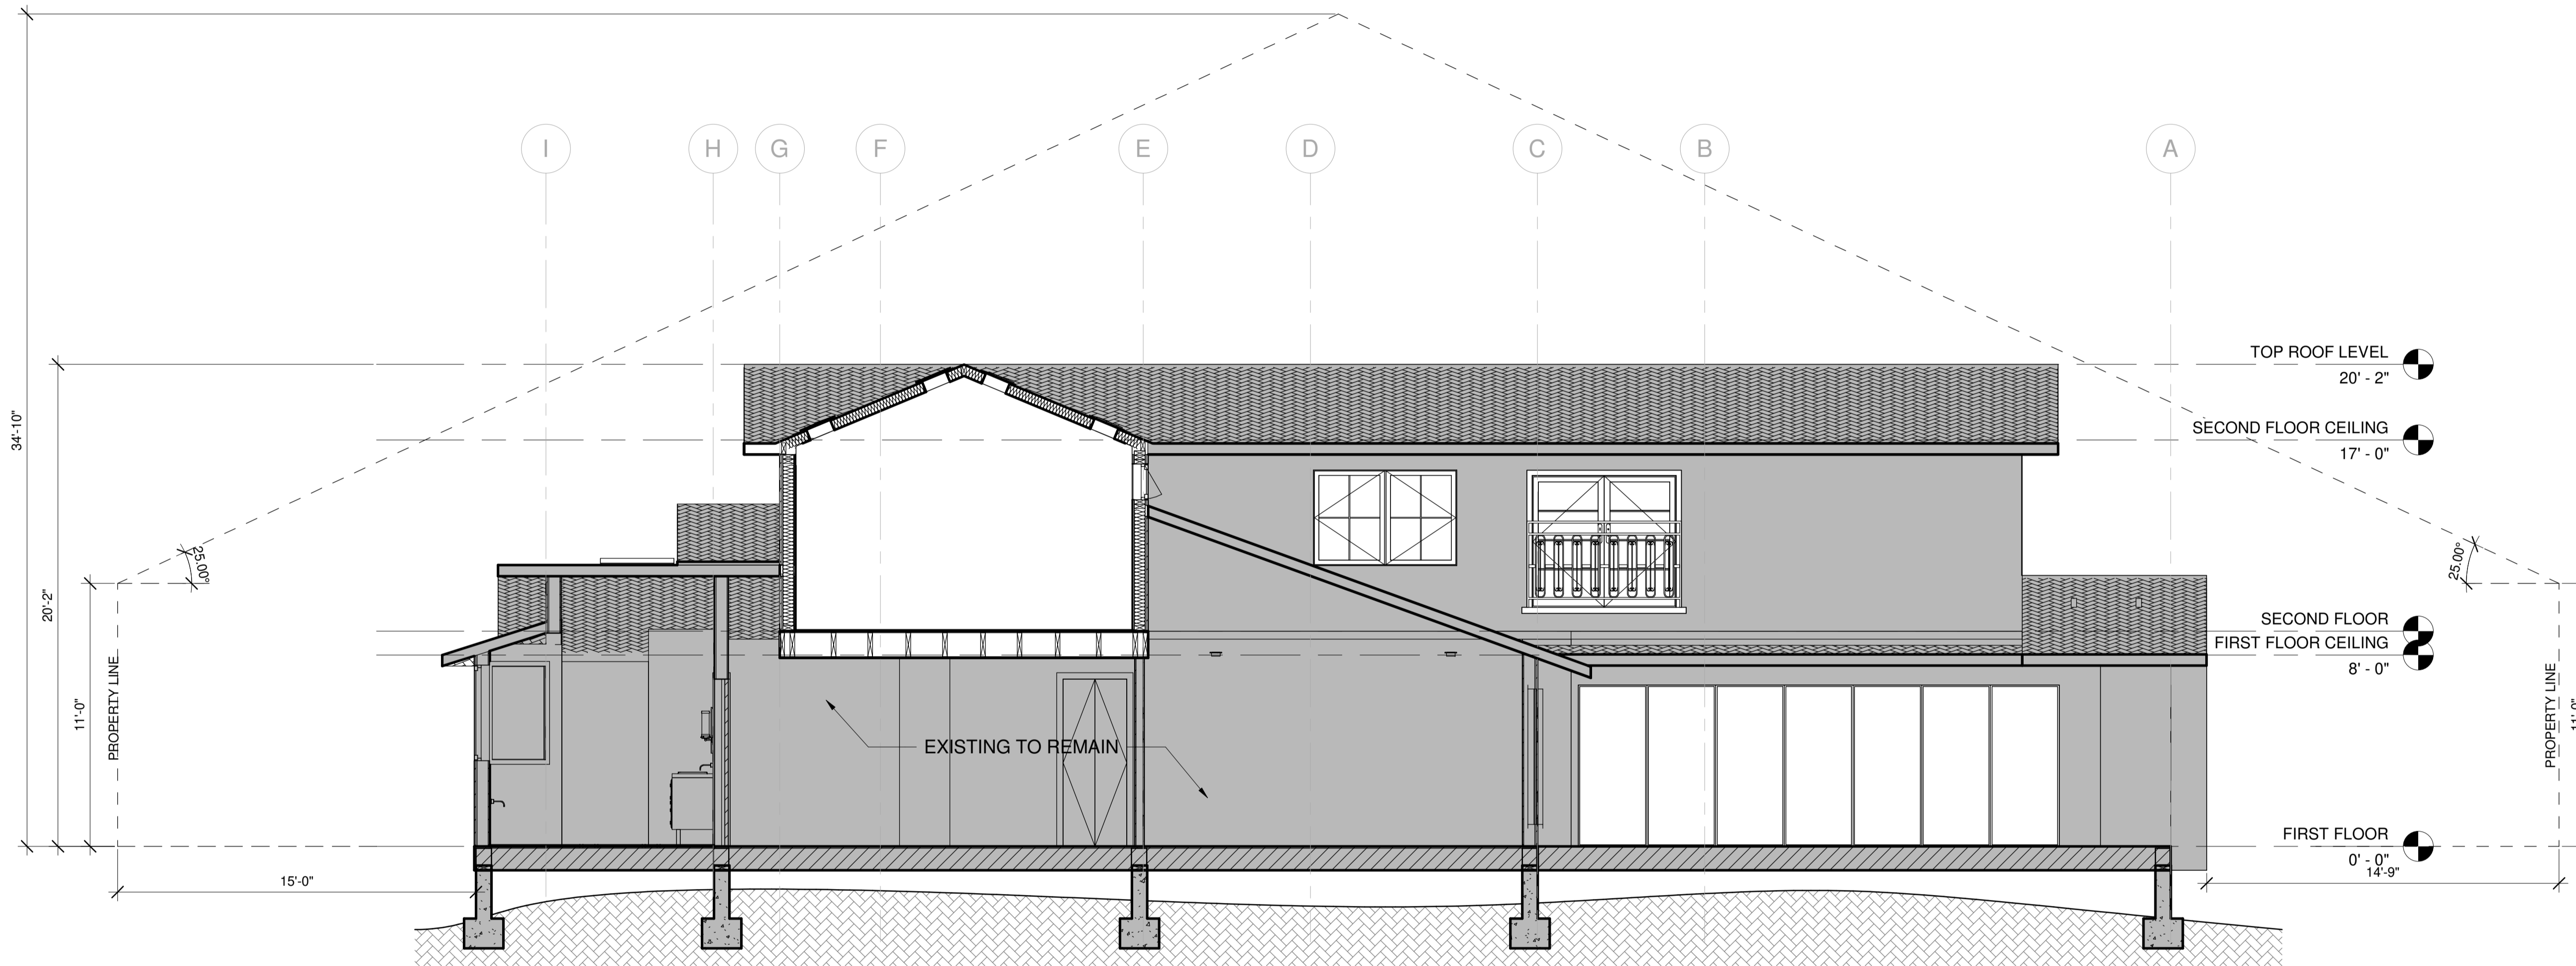 I
H
G
F
E
D
C
B
A
34'-10"
20'-2"
11'-0"
PROPERTY LINE
25.00°
15'-0"
EXISTING TO REMAIN
TOP ROOF LEVEL
20' - 2"
SECOND FLOOR CEILING
17' - 0"
25.00°
SECOND FLOOR
FIRST FLOOR CEILING
8' - 0"
PROPERTY LINE
11'-0"
FIRST FLOOR
0' - 0"
14'-9"